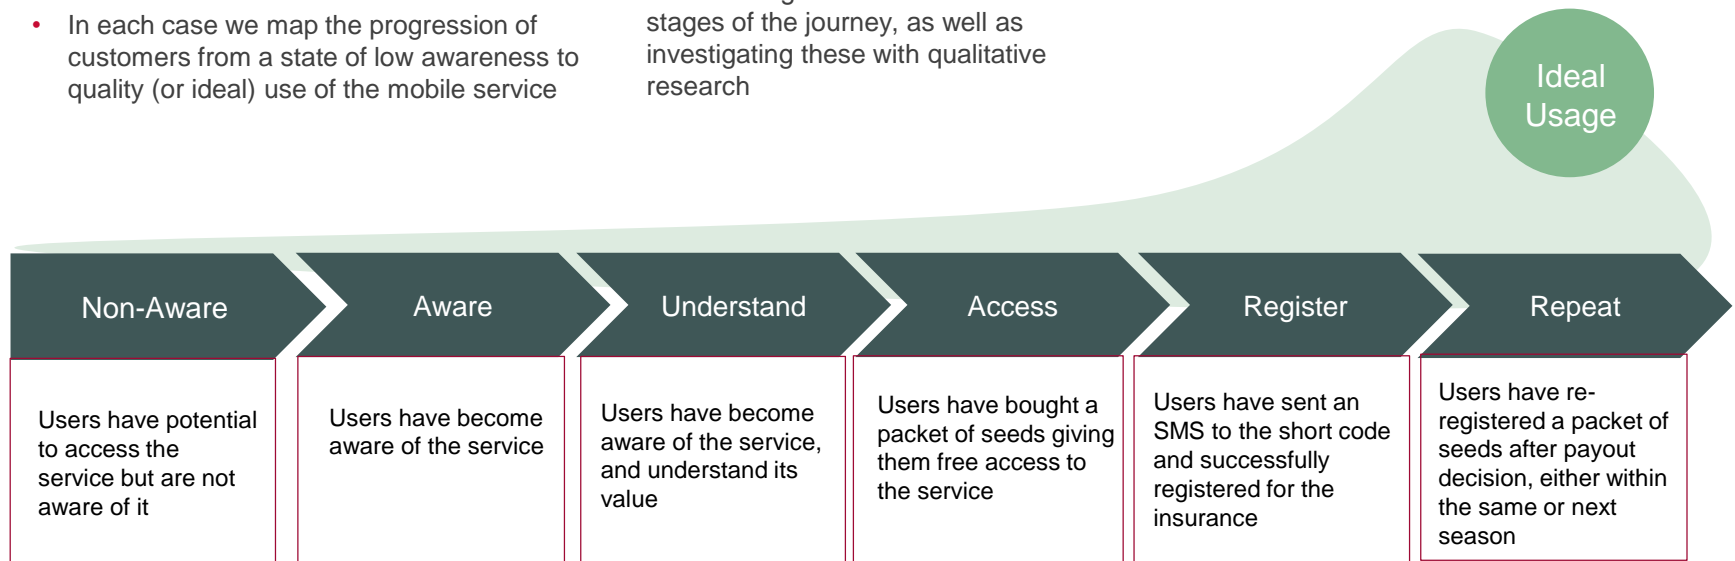 • In each case we map the progression of
customers from a state of low awareness to
quality (or ideal) use of the mobile service
stages of the journey, as well as
investigating these with qualitative
research
Ideal
Usage
Non-Aware
Aware
Understand
Access
Register
Repeat
Users have potential
to access the
service but are not
aware of it
Users have become
aware of the service
Users have become
aware of the service,
and understand its
value
Users have bought a
packet of seeds giving
them free access to
the service
Users have sent an
SMS to the short code
and successfully
registered for the
insurance
Users have re-
registered a packet of
seeds after payout
decision, either within
the same or next
season